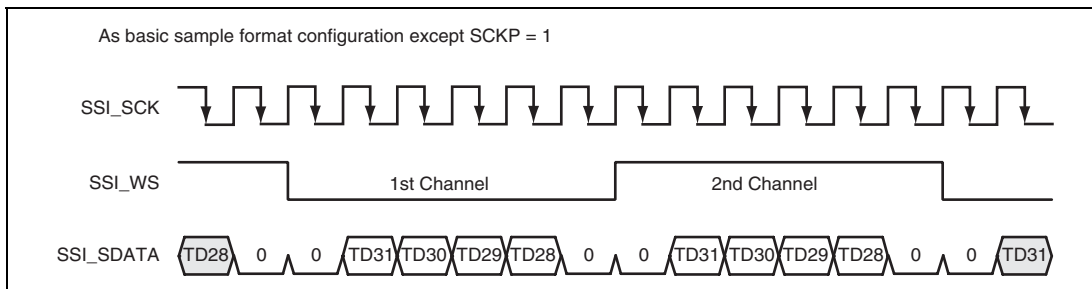 As basic sample format configuration except SCKP = 1
SSI_SCK
SSI_WS 1st Channel 2nd Channel
SSI_SDATA TD28 0 0 TD31 TD30 TD29 TD28 0 0 TD31 TD30 TD29 TD28 0 0 TD31